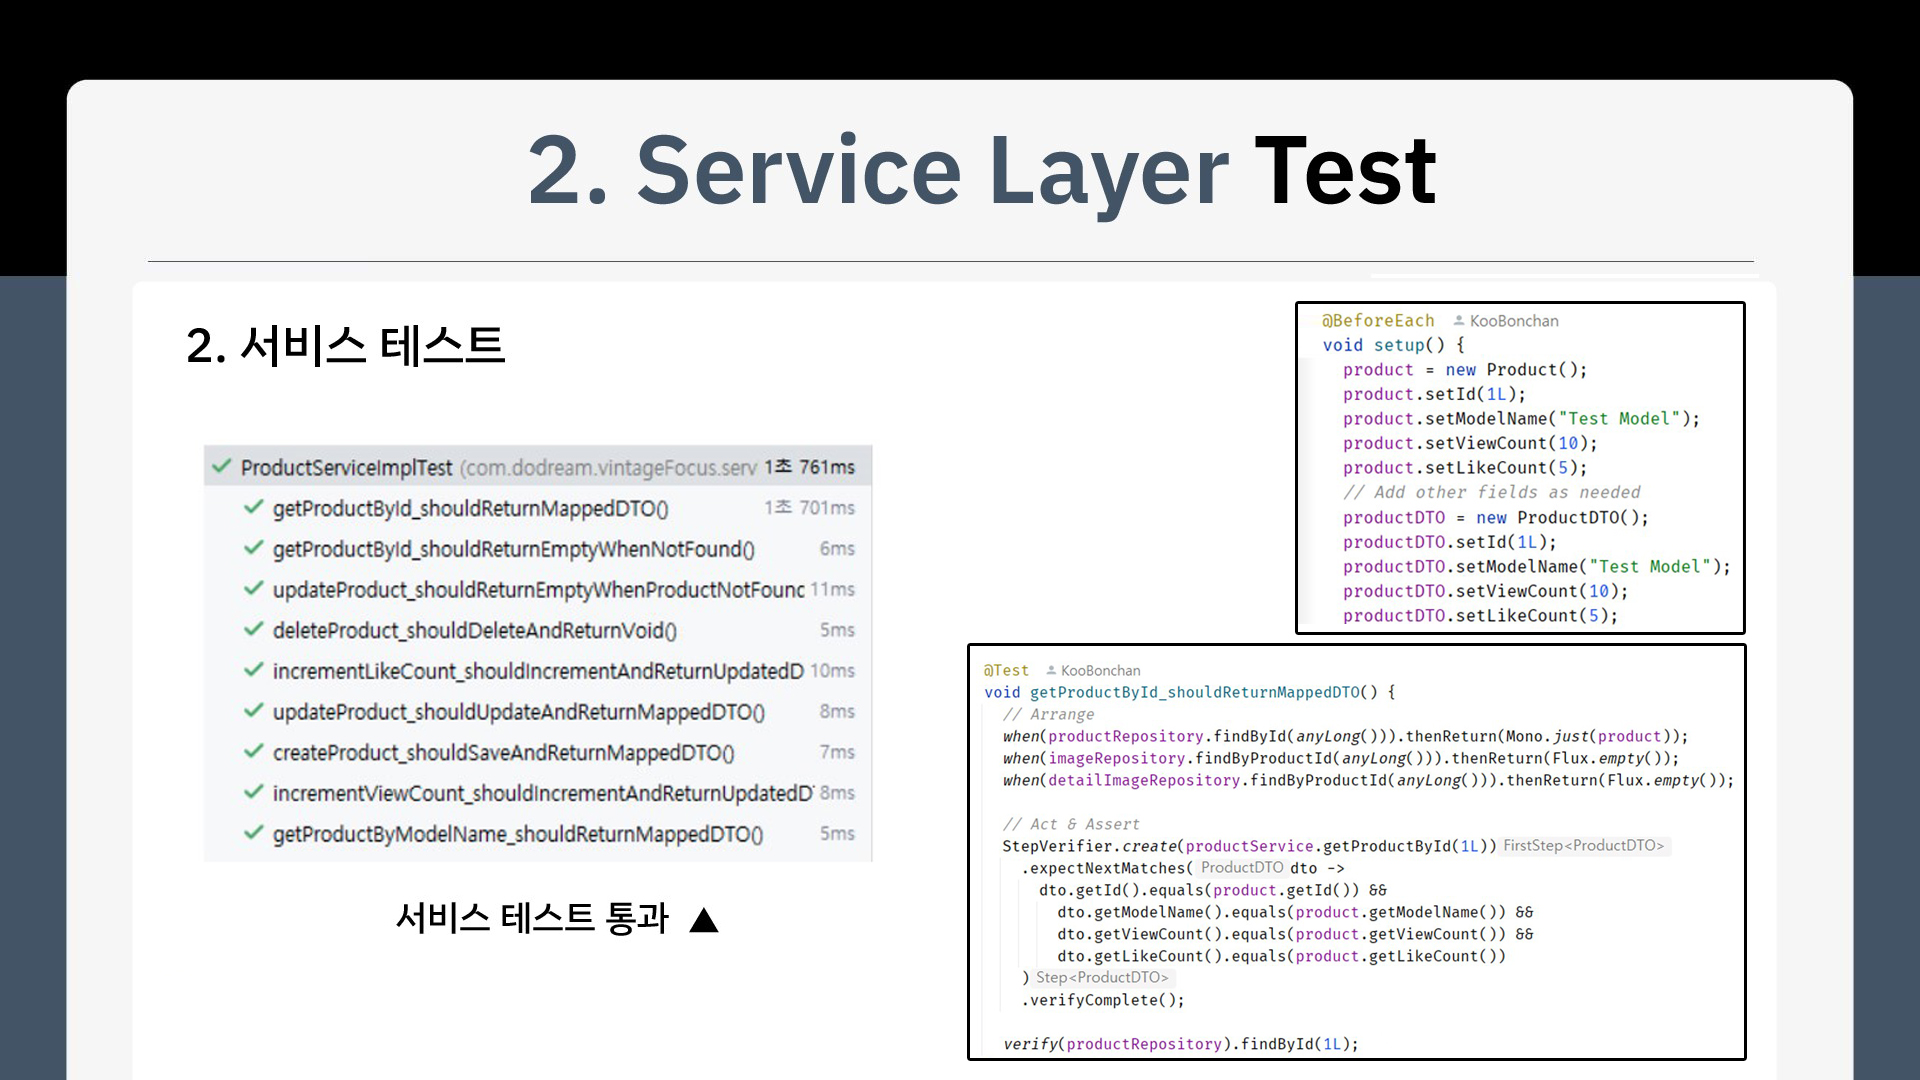 2. Service Layer Test
2. 서비스 테스트
ProductServiceImplTest (com.dodream.vintageFocus.serv 1초 761ms
getProductById_shouldReturnMappedDTO() 1초 701ms
getProductById_shouldReturnEmptyWhenNotFound() 6ms
updateProduct_shouldReturnEmptyWhenProductNotFound 11ms
deleteProduct_shouldDeleteAndReturnVoid() 5ms
incrementLikeCount_shouldIncrementAndReturnUpdatedD 10ms
updateProduct_shouldUpdateAndReturnMappedDTO() 8ms
createProduct_shouldSaveAndReturnMappedDTO() 7ms
incrementViewCount_shouldIncrementAndReturnUpdatedD 8ms
getProductByModelName_shouldReturnMappedDTO() 5ms
서비스 테스트 통과 ▲
@BeforeEach KooBonchan
void setup() {
product = new Product();
product.setId(1L);
product.setModelName("Test Model");
product.setViewCount(10);
product.setLikeCount(5);
// Add other fields as needed
productDTO = new ProductDTO();
productDTO.setId(1L);
productDTO.setModelName("Test Model");
productDTO.setViewCount(10);
productDTO.setLikeCount(5);
@Test KooBonchan
void getProductById_shouldReturnMappedDTO() {
// Arrange
when(productRepository.findById(anyLong())).thenReturn(Mono.just(product));
when(imageRepository.findByProductId(anyLong())).thenReturn(Flux.empty());
when(detailImageRepository.findByProductId(anyLong())).thenReturn(Flux.empty());
// Act & Assert
StepVerifier.create(productService.getProductById(1L)) FirstStep<ProductDTO>
.expectNextMatches( ProductDTO dto ->
dto.getId().equals(product.getId()) &&
dto.getModelName().equals(product.getModelName()) &&
dto.getViewCount().equals(product.getViewCount()) &&
dto.getLikeCount().equals(product.getLikeCount())
) Step<ProductDTO>
.verifyComplete();
verify(productRepository).findById(1L);